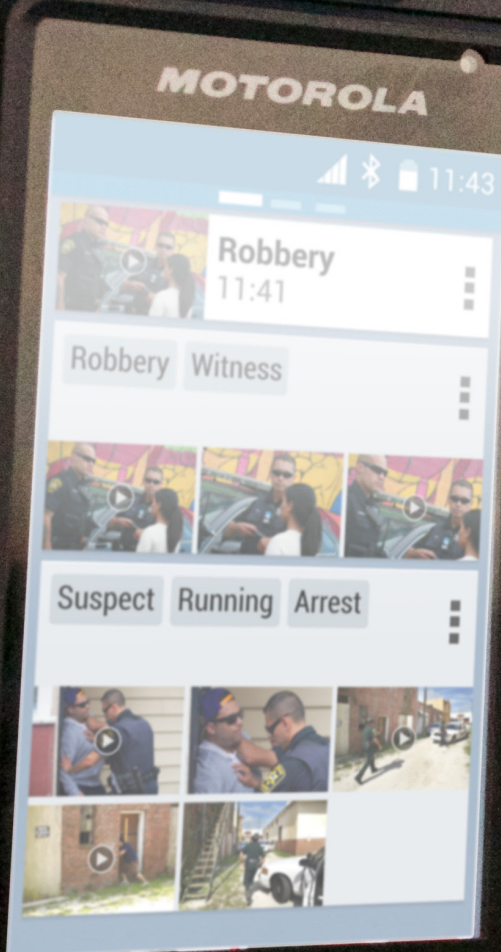 MOTOROLA
11:43
Robbery
11:41
Robbery Witness
Suspect Running Arrest